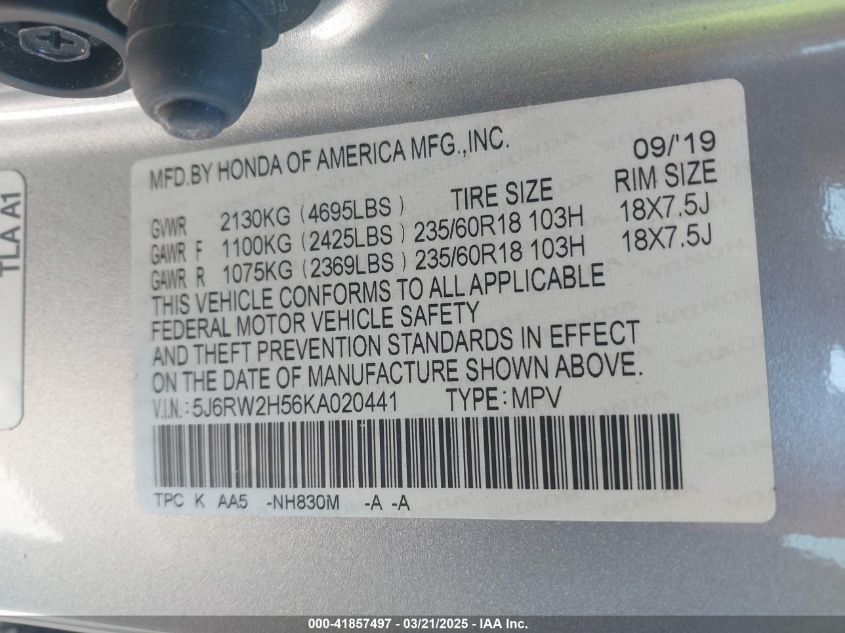 TLA A1
MFD.BY HONDA OF AMERICA MFG.,INC. 09/'19
TIRE SIZE RIM SIZE
GVWR 2130KG (4695LBS)
GAWR F 1100KG (2425LBS) 235/60R18 103H 18X7.5J
GAWR R 1075KG (2369LBS) 235/60R18 103H 18X7.5J
THIS VEHICLE CONFORMS TO ALL APPLICABLE
FEDERAL MOTOR VEHICLE SAFETY
AND THEFT PREVENTION STANDARDS IN EFFECT
ON THE DATE OF MANUFACTURE SHOWN ABOVE.
V.I.N.: 5J6RW2H56KA020441 TYPE: MPV
TPC K AA5 -NH830M -A -A
000-41857497 - 03/21/2025 - IAA Inc.